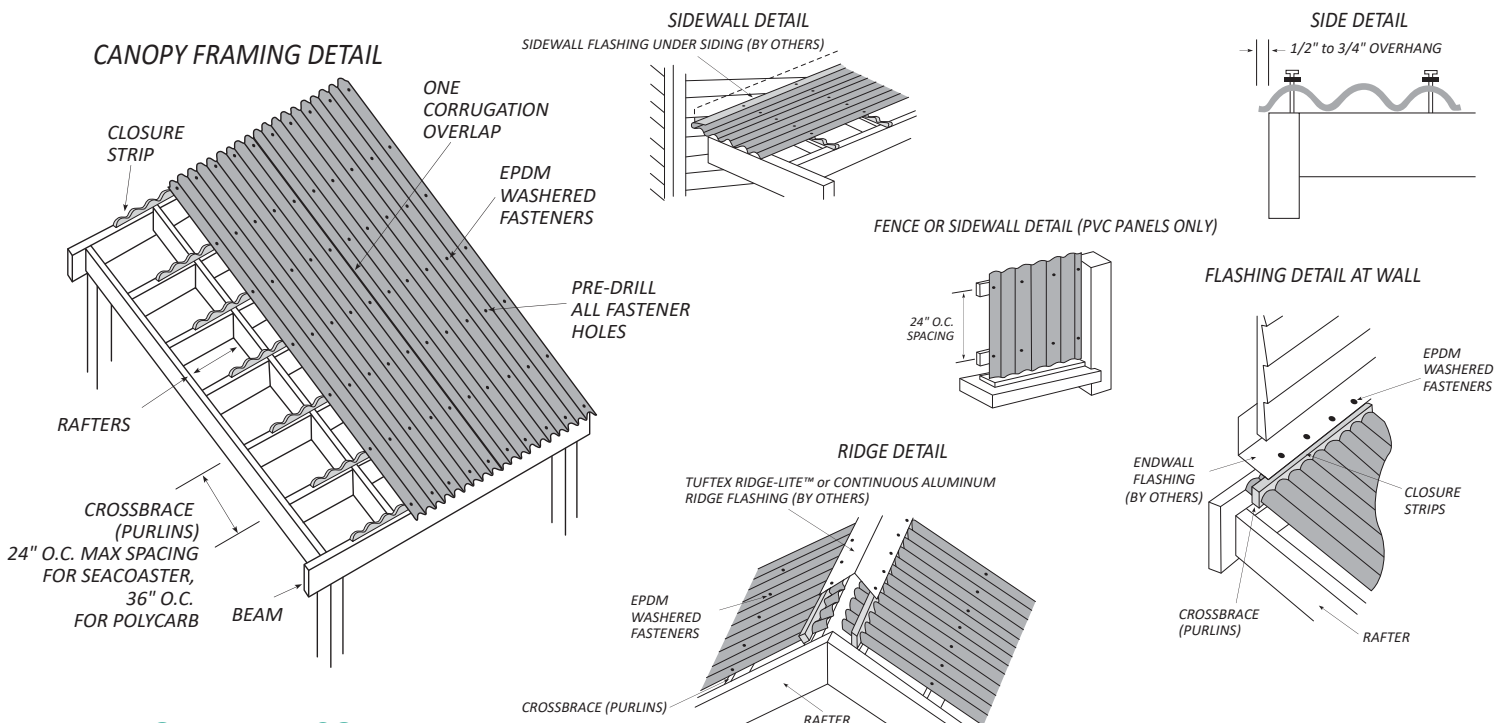 CANOPY FRAMING DETAIL
CLOSURE
STRIP
ONE
CORRUGATION
OVERLAP
EPDM
WASHERED
FASTENERS
PRE-DRILL
ALL FASTENER
HOLES
RAFTERS
CROSSBRACE
(PURLINS)
24" O.C. MAX SPACING
FOR SEACOASTER,
36" O.C.
FOR POLYCARB
BEAM
SIDEWALL DETAIL
SIDEWALL FLASHING UNDER SIDING (BY OTHERS)
SIDE DETAIL
1/2" to 3/4" OVERHANG
FENCE OR SIDEWALL DETAIL (PVC PANELS ONLY)
24" O.C.
SPACING
FLASHING DETAIL AT WALL
EPDM
WASHERED
FASTENERS
ENDWALL
FLASHING
(BY OTHERS)
CLOSURE
STRIPS
CROSSBRACE
(PURLINS)
RAFTER
RIDGE DETAIL
TUFTEX RIDGE-LITE™ or CONTINUOUS ALUMINUM
RIDGE FLASHING (BY OTHERS)
EPDM
WASHERED
FASTENERS
CROSSBRACE (PURLINS)
RAFTER